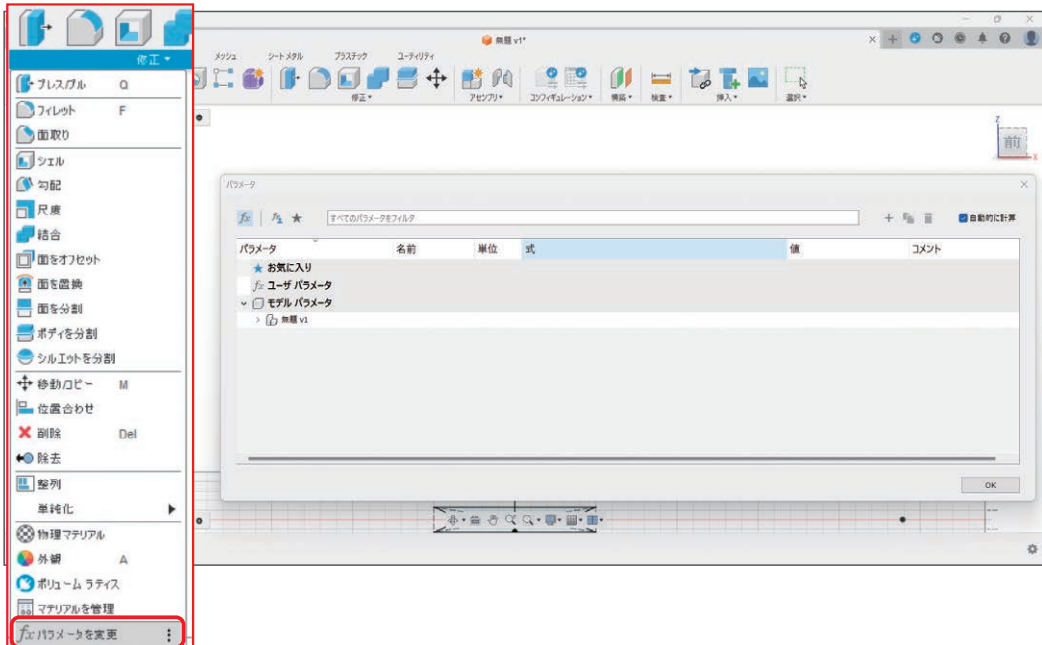 修正▼
プレス/プル Q
フィレット F
面取り
シェル
勾配
尺度
結合
面をオフセット
面を置換
面を分割
ボディを分割
シルエットを分割
移動/コピー M
位置合わせ
削除 Del
除去
整列
単純化
物理マテリアル
外観 A
ボリューム ラティス
マテリアルを管理
fx パラメータを変更
無題 v1*
メッシュ シートメタル プラスチック ユーティリティ
修正▼ アセンブリ▼ コンフィギュレーション▼ 構築▼ 検査▼ 挿入▼ 選択▼
Z
前
X
パラメータ
fx すべてのパラメータをフィルタ 自動的に計算
パラメータ 名前 単位 式 値 コメント
お気に入り
fx ユーザ パラメータ
モデル パラメータ
無題 v1
OK